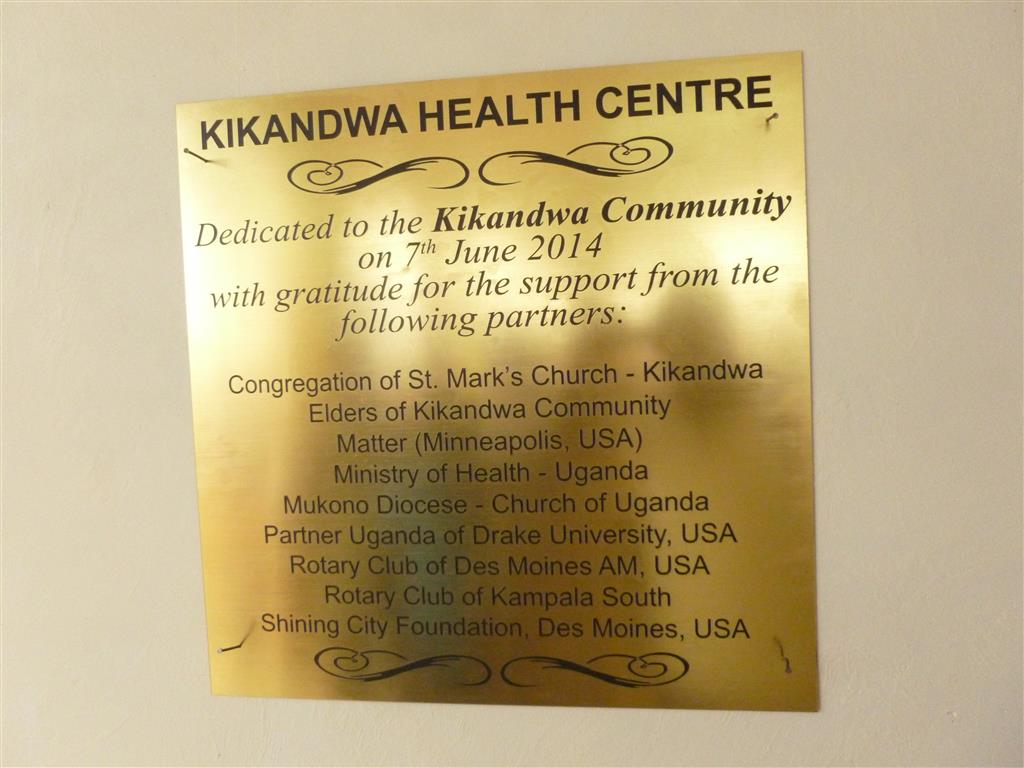 KIKANDWA HEALTH CENTRE
Dedicated to the Kikandwa Community
on 7th June 2014
with gratitude for the support from the
following partners:
Congregation of St. Mark's Church - Kikandwa
Elders of Kikandwa Community
Matter (Minneapolis, USA)
Ministry of Health - Uganda
Mukono Diocese - Church of Uganda
Partner Uganda of Drake University, USA
Rotary Club of Des Moines AM, USA
Rotary Club of Kampala South
Shining City Foundation, Des Moines, USA